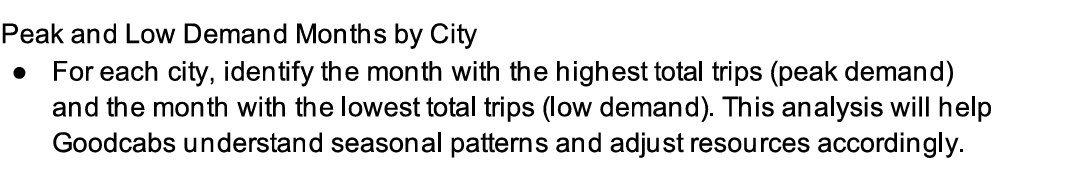 Peak and Low Demand Months by City
● For each city, identify the month with the highest total trips (peak demand)
and the month with the lowest total trips (low demand). This analysis will help
Goodcabs understand seasonal patterns and adjust resources accordingly.